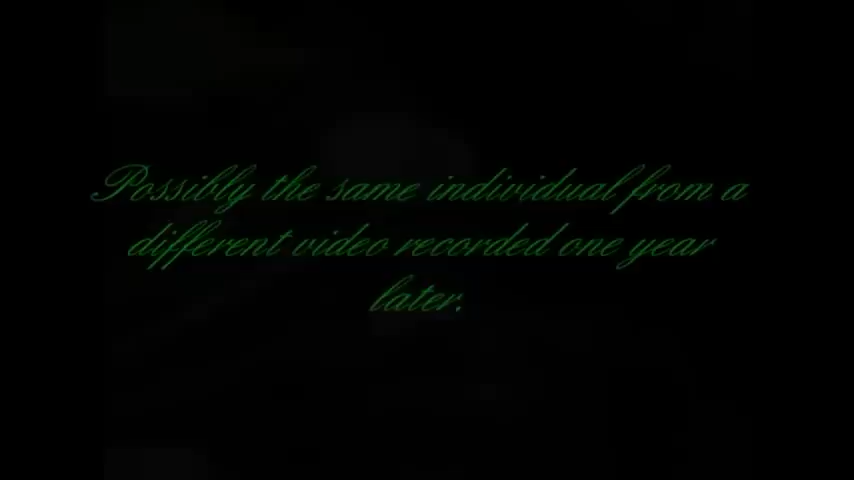 Possibly the same individual from a
different video recorded one year
later.